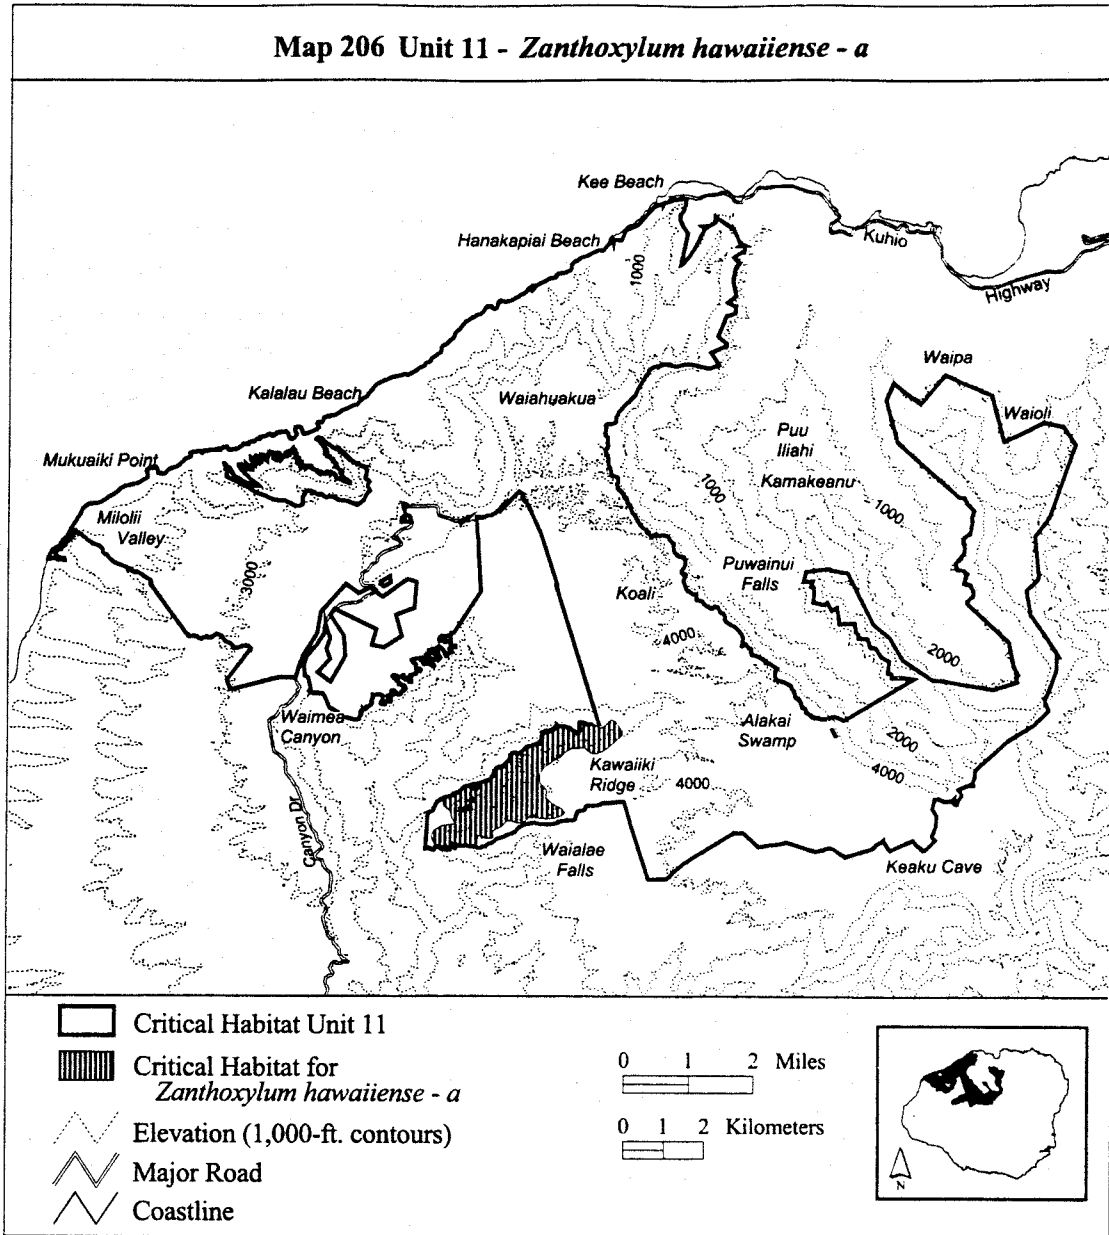 Map 206 Unit 11 - Zanthoxylum hawaiiense - a
Kee Beach
Hanakapiai Beach
Kuhio
Highway
1000
Waipa
Kalalau Beach
Waiahuakua
Waioli
Puu
Iliahi
Mukuaiki Point
Kamakeanu
1000
1000
Milolii
Valley
3000
Puwainui
Falls
Koali
4000
2000
Waimea
Canyon
Alakai
Swamp
2000
Kawaiiki
Ridge
4000
4000
Canyon Dr
Waialae
Falls
Keaku Cave
Critical Habitat Unit 11
Critical Habitat for
Zanthoxylum hawaiiense - a
Elevation (1,000-ft. contours)
Major Road
Coastline
0 1 2 Miles
0 1 2 Kilometers
N